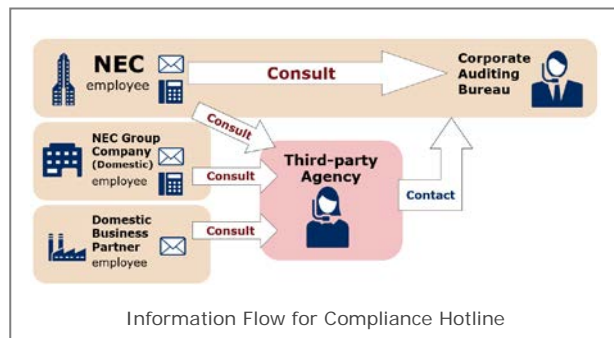 NEC
employee
Consult
Corporate
Auditing
Bureau
Consult
NEC Group
Company
(Domestic)
employee
Consult
Third-party
Agency
Contact
Domestic
Business
Partner
employee
Consult
Information Flow for Compliance Hotline